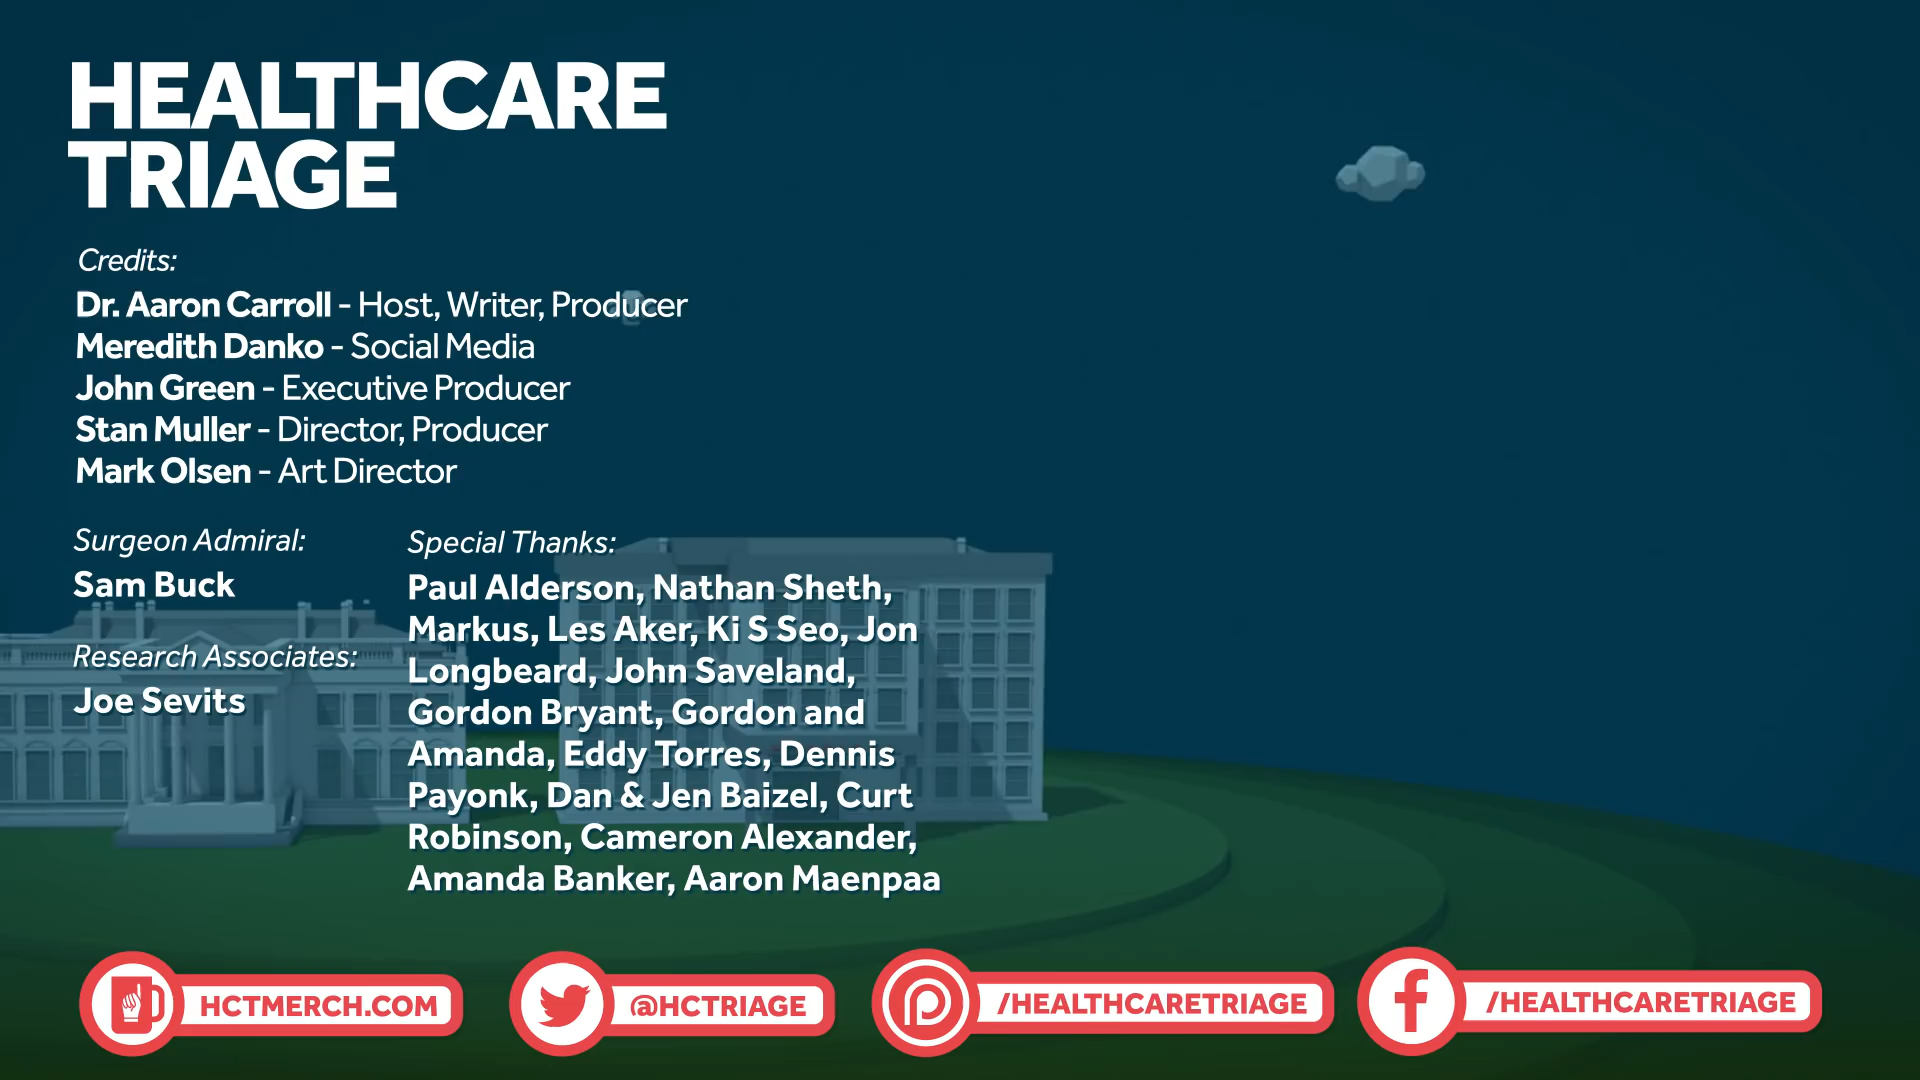 HEALTHCARE
TRIAGE
Credits:
Dr. Aaron Carroll - Host, Writer, Producer
Meredith Danko - Social Media
John Green - Executive Producer
Stan Muller - Director, Producer
Mark Olsen - Art Director
Surgeon Admiral:
Sam Buck
Research Associates:
Joe Sevits
Special Thanks:
Paul Alderson, Nathan Sheth,
Markus, Les Aker, Ki S Seo, Jon
Longbeard, John Saveland,
Gordon Bryant, Gordon and
Amanda, Eddy Torres, Dennis
Payonk, Dan & Jen Baizel, Curt
Robinson, Cameron Alexander,
Amanda Banker, Aaron Maenpaa
HCTMERCH.COM
@HCTRIAGE
/HEALTHCARETRIAGE
/HEALTHCARETRIAGE